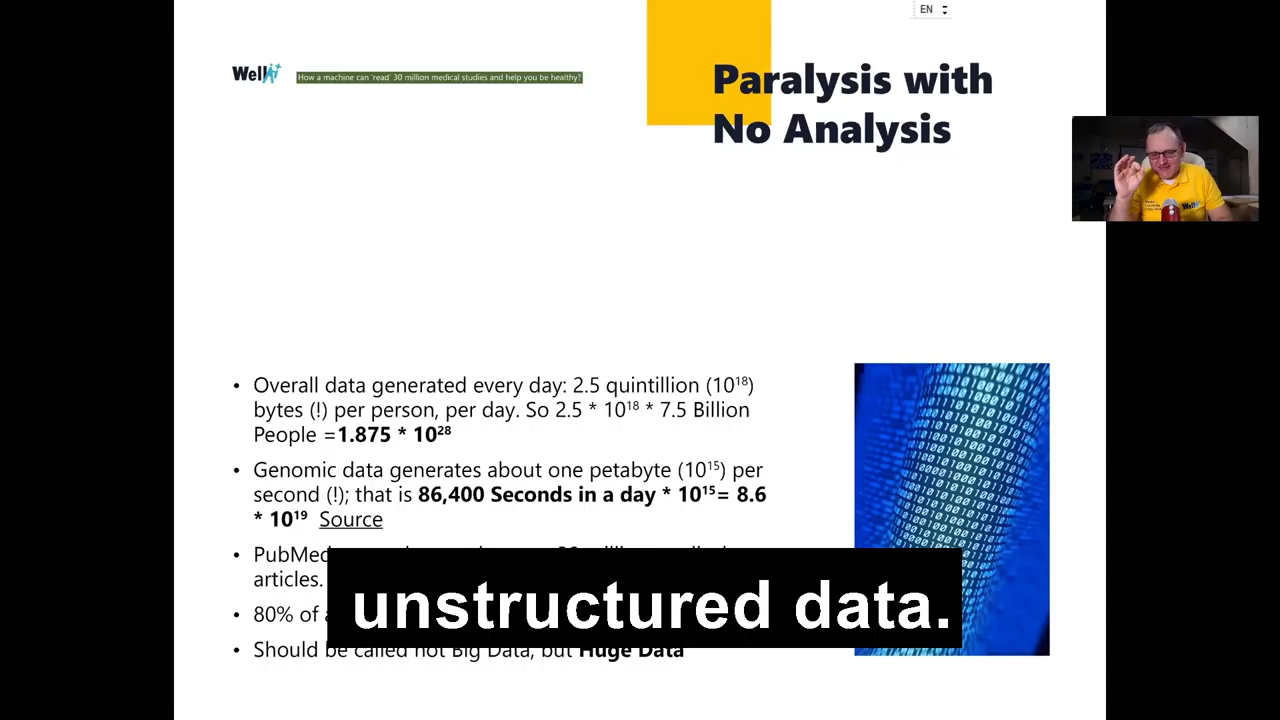 EN
Well
How a machine can 'read' 30 million medical studies and help you be healthy?
Paralysis with
No Analysis
• Overall data generated every day: 2.5 quintillion (10¹⁸)
bytes (!) per person, per day. So 2.5 * 10¹⁸ * 7.5 Billion
People =1.875 * 10²⁸
• Genomic data generates about one petabyte (10¹⁵) per
second (!); that is 86,400 Seconds in a day * 10¹⁵= 8.6
* 10¹⁹ Source
• PubMed
articles.
• 80% of
unstructured data.
• Should be called not Big Data, but Huge Data